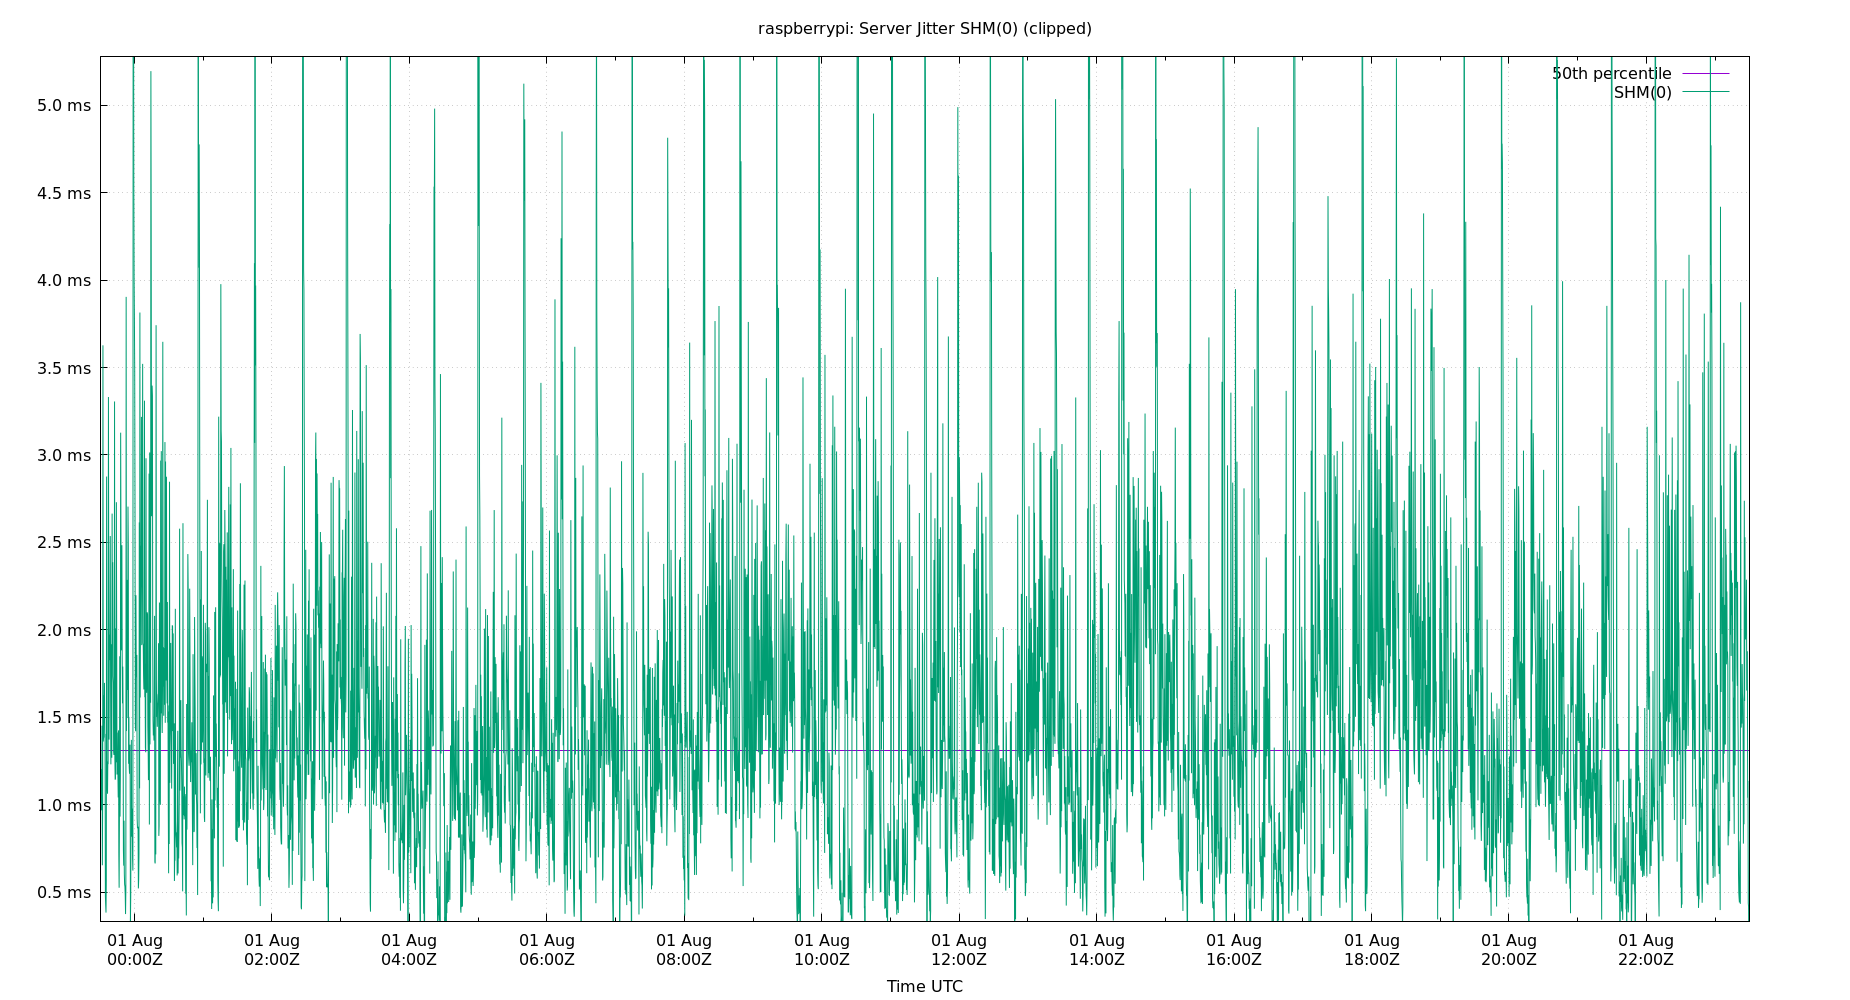 raspberrypi: Server Jitter SHM(0) (clipped)
50th percentile
SHM(0)
5.0 ms
4.5 ms
4.0 ms
3.5 ms
3.0 ms
2.5 ms
2.0 ms
1.5 ms
1.0 ms
0.5 ms
01 Aug 01 Aug 01 Aug 01 Aug 01 Aug 01 Aug 01 Aug 01 Aug 01 Aug 01 Aug 01 Aug 01 Aug
00:00Z 02:00Z 04:00Z 06:00Z 08:00Z 10:00Z 12:00Z 14:00Z 16:00Z 18:00Z 20:00Z 22:00Z
Time UTC